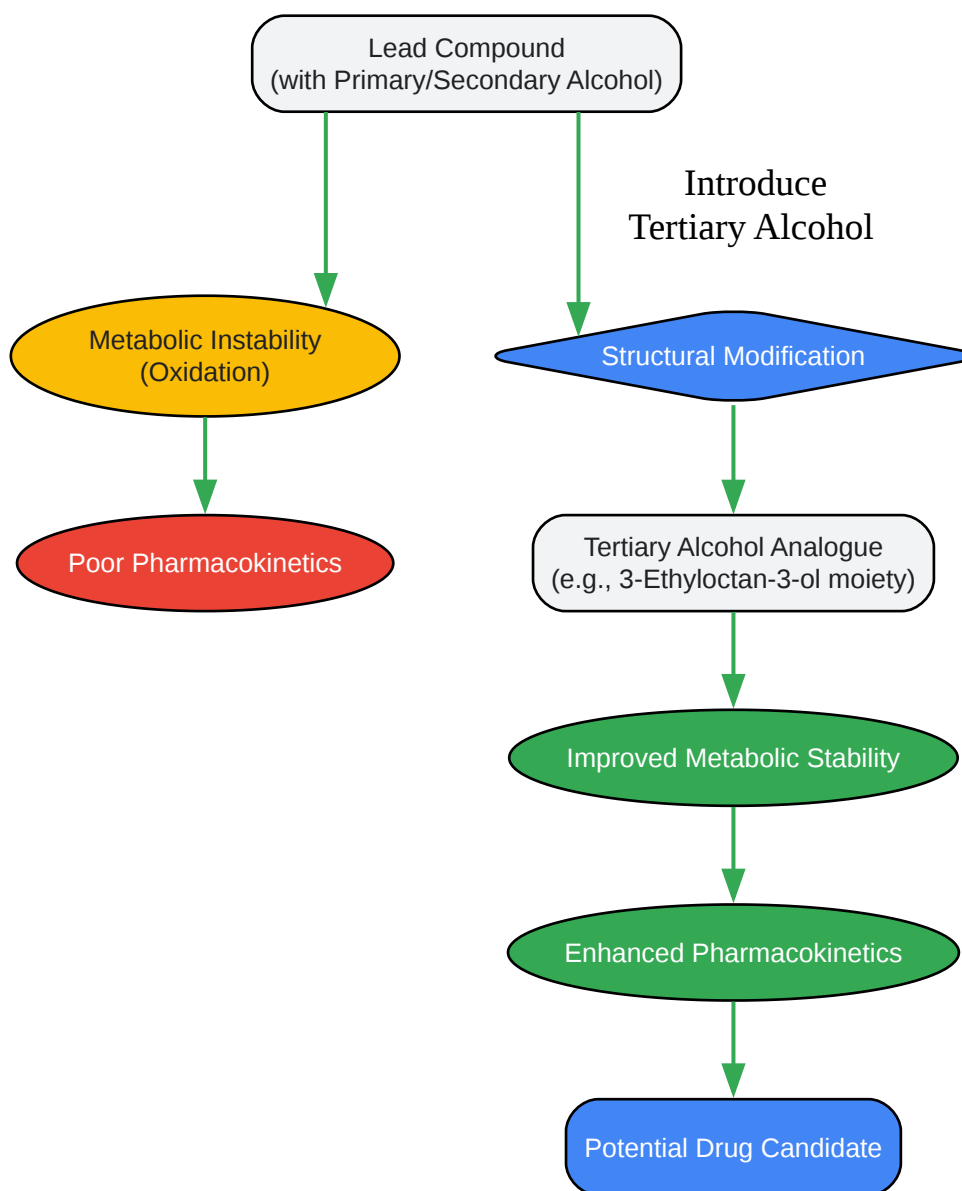 Lead Compound
(with Primary/Secondary Alcohol)
Introduce
Tertiary Alcohol
Metabolic Instability
(Oxidation)
Structural Modification
Poor Pharmacokinetics
Tertiary Alcohol Analogue
(e.g., 3-Ethyloctan-3-ol moiety)
Improved Metabolic Stability
Enhanced Pharmacokinetics
Potential Drug Candidate